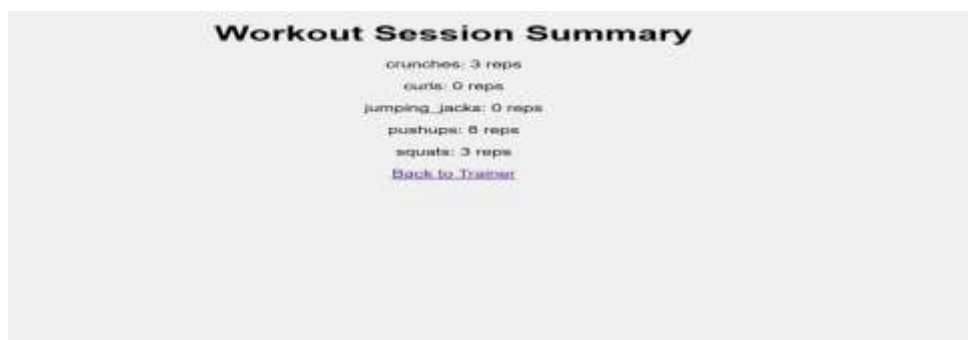 Workout Session Summary
crunches: 3 reps
curls: 0 reps
jumping_jacks: 0 reps
pushups: 8 reps
squats: 3 reps
Back to Trainer